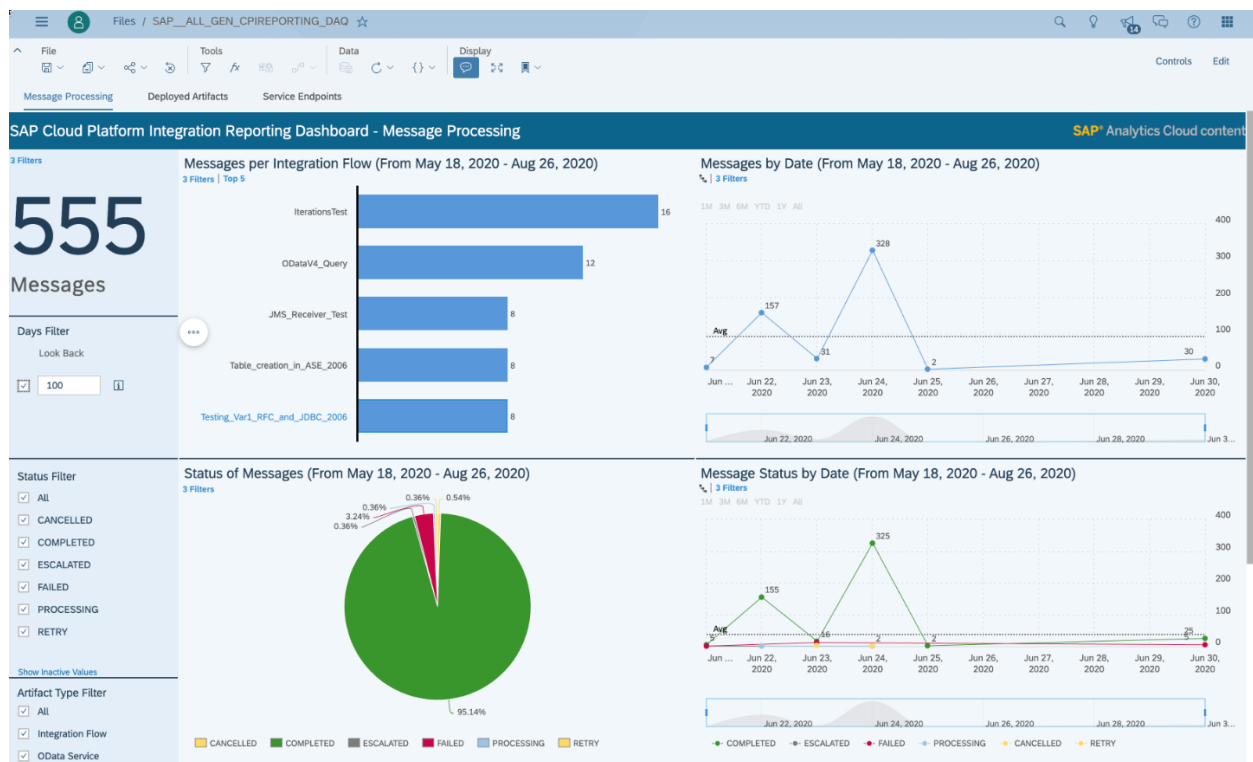 Files / SAP__ALL_GEN_CPIREPORTING_DAQ
14
File
Tools
Data
Display
Controls Edit
Message Processing Deployed Artifacts Service Endpoints
SAP Cloud Platform Integration Reporting Dashboard - Message Processing
SAP® Analytics Cloud content
3 Filters
555
Messages
Days Filter
Look Back
100
Status Filter
All
CANCELLED
COMPLETED
ESCALATED
FAILED
PROCESSING
RETRY
Show Inactive Values
Artifact Type Filter
All
Integration Flow
OData Service
Messages per Integration Flow (From May 18, 2020 - Aug 26, 2020)
3 Filters | Top 5
IterationsTest 16
ODataV4_Query 12
JMS_Receiver_Test 8
Table_creation_in_ASE_2006 8
Testing_Var1_RFC_and_JDBC_2006 8
Messages by Date (From May 18, 2020 - Aug 26, 2020)
3 Filters
1M 3M 6M YTD 1Y All
400
300
200
100
0
Avg
7
157
31
328
2
30
Jun ... Jun 22, 2020 Jun 23, 2020 Jun 24, 2020 Jun 25, 2020 Jun 26, 2020 Jun 27, 2020 Jun 28, 2020 Jun 29, 2020 Jun 30, 2020
Jun 22, 2020 Jun 24, 2020 Jun 26, 2020 Jun 28, 2020 Jun 3...
Status of Messages (From May 18, 2020 - Aug 26, 2020)
3 Filters
0.36% 0.54%
0.36%
3.24%
0.36%
95.14%
CANCELLED COMPLETED ESCALATED FAILED PROCESSING RETRY
Message Status by Date (From May 18, 2020 - Aug 26, 2020)
3 Filters
1M 3M 6M YTD 1Y All
400
300
200
100
0
Avg
5
155
16
325
2
2
25
5
Jun ... Jun 22, 2020 Jun 23, 2020 Jun 24, 2020 Jun 25, 2020 Jun 26, 2020 Jun 27, 2020 Jun 28, 2020 Jun 29, 2020 Jun 30, 2020
Jun 22, 2020 Jun 24, 2020 Jun 26, 2020 Jun 28, 2020 Jun 3...
COMPLETED ESCALATED FAILED PROCESSING CANCELLED RETRY